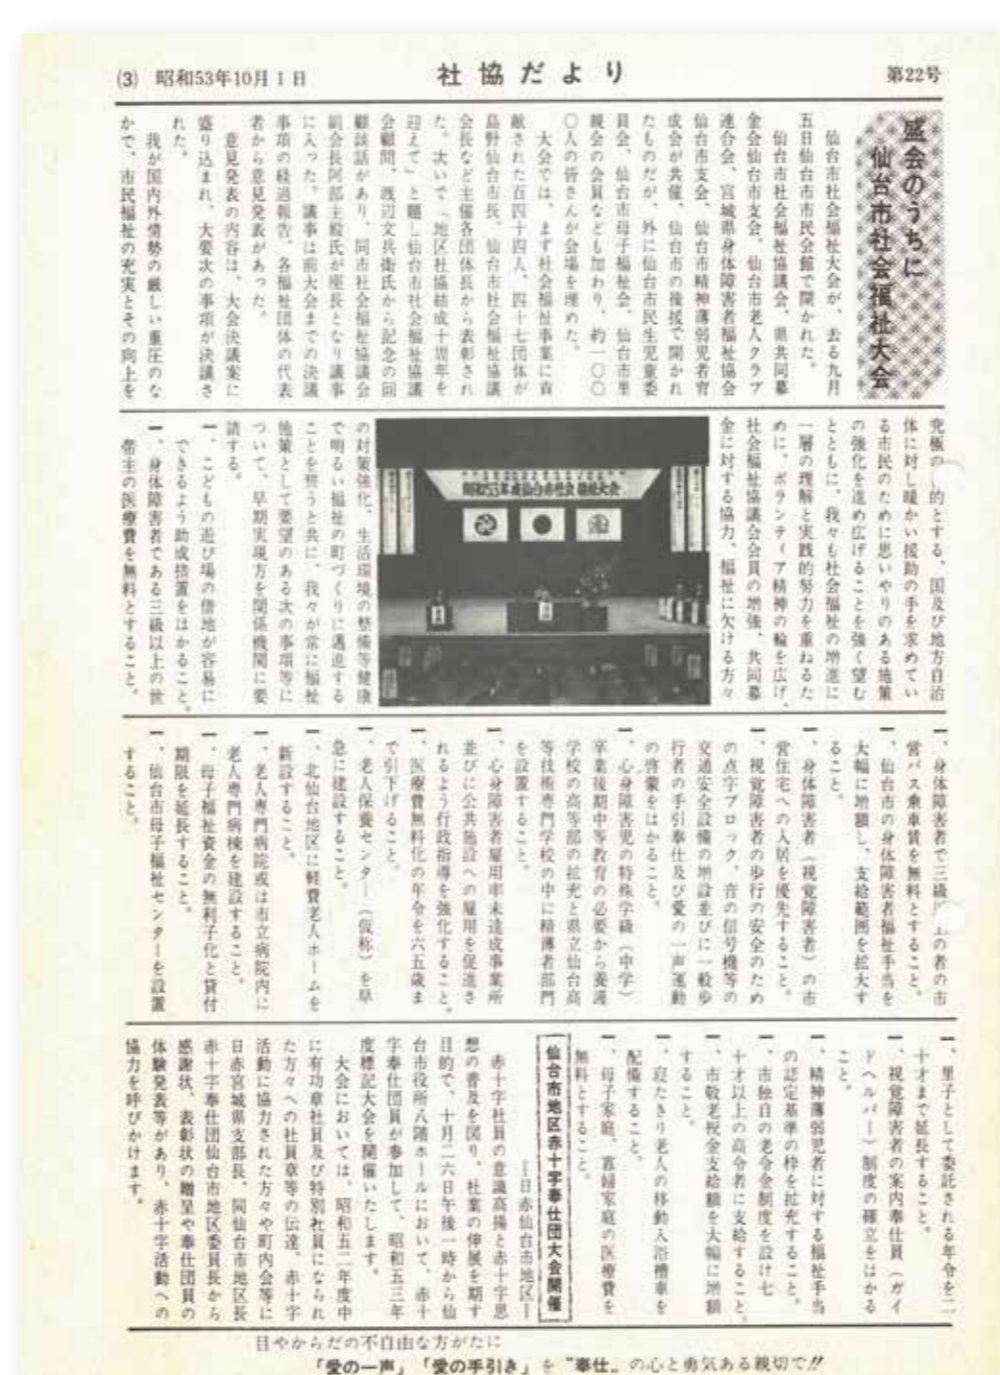 (3) 昭和53年10月1日
社協だより
第22号
盛会のうちに
仙台市社会福祉大会
仙台市社会福祉大会が、去る九月
五日仙台市市民会館で開かれた。
仙台市社会福祉協議会、県共同募
金会仙台市支会、仙台市老人クラブ
連合会、宮城県身体障害者福祉協会
仙台市支会、仙台市精神薄弱児者育
成会が共催、仙台市の後援で開かれ
たものだが、外に仙台市民生児童委
員会、仙台市母子福祉会、仙台市里
親会の会員なども加わり、約一〇〇
〇人の皆さんが会場を埋めた。
大会では、まず社会福祉事業に貢
献された百四十四人、四十七団体が
島野仙台市長、仙台市社会福祉協議
会長など主催各団体長から表彰され
た。次いで「地区社協結成十周年を
迎えて」と題し仙台市社会福祉協議
会顧問、渡辺文兵衛氏から記念の回
顧談話があり、同市社会福祉協議会
副会長阿部主殿氏が座長となり議事
に入った。議事は前大会までの決議
事項の経過報告、各福祉団体の代表
者から意見発表があった。
意見発表の内容は、大会決議案に
盛り込まれ、大要次の事項が決議さ
れた。
我が国内外情勢の厳しい重圧のな
かで、市民福祉の充実とその向上を
究極の 的とする、国及び地方自治
体に対し暖かい援助の手を求めてい
る市民のために思いやりのある施策
の強化を進め広げることを強く望む
とともに、我々も社会福祉の増進に
一層の理解と実践的努力を重ねるた
めに、ボランティア精神の輪を広げ、
社会福祉協議会会員の増強、共同募
金に対する協力、福祉に欠ける方々
昭和53年度仙台市社会福祉大会
の対策強化、生活環境の整備等健康
で明るい福祉の町づくりに邁進する
ことを誓うと共に、我々が常に福祉
施策として要望のある次の事項等に
ついて、早期実現方を関係機関に要
請する。
一、こどもの遊び場の借地が容易に
できるよう助成措置をはかること。
一、身体障害者である三級以上の世
帯主の医療費を無料とすること。
一、身体障害者で三級 の者の市
営バス乗車賃を無料とすること。
一、仙台市の身体障害者福祉手当を
大幅に増額し、支給範囲を拡大す
ること。
一、身体障害者（視覚障害者）の市
営住宅への入居を優先すること。
一、視覚障害者の歩行の安全のため
の点字ブロック、音の信号機等の
交通安全設備の増設並びに一般歩
行者の手引奉仕及び愛の一声運動
の啓蒙をはかること。
一、心身障害児の特殊学級（中学）
卒業後期中等教育の必要から養護
学校の高等部の拡充と県立仙台高
等技術専門学校の中に精薄者部門
を設置すること。
一、心身障害者雇用率未達成事業所
並びに公共施設への雇用を促進さ
れるよう行政指導を強化すること。
一、医療費無料化の年令を六五歳ま
で引下げること。
一、老人保養センター（仮称）を早
急に建設すること。
一、北仙台地区に軽費老人ホームを
新設すること。
一、老人専門病院或は市立病院内に
老人専門病棟を建設すること。
一、母子福祉資金の無利子化と貸付
期限を延長すること。
一、仙台市母子福祉センターを設置
すること。
一、里子として委託される年令を二
十才まで延長すること。
一、視覚障害者の案内奉仕員（ガイ
ドヘルパー）制度の確立をはかる
こと。
一、精神薄弱児者に対する福祉手当
の認定基準の枠を拡充すること。
一、市独自の老令金制度を設け七
十才以上の高令者に支給すること。
一、市敬老祝金支給額を大幅に増額
すること。
一、寝たきり老人の移動入浴槽車を
配備すること。
一、母子家庭、寡婦家庭の医療費を
無料とすること。
仙台市地区赤十字奉仕団大会開催
―日赤仙台市地区―
赤十字社員の意識高揚と赤十字思
想の普及を図り、社業の伸展を期す
目的で、十月二六日午後一時から仙
台市役所八階ホールにおいて、赤十
字奉仕団員が参加して、昭和五三年
度標記大会を開催いたします。
大会においては、昭和五二年度中
に有功章社員及び特別社員になられ
た方々への社員章等の伝達、赤十字
活動に協力された方々や町内会等に
日赤宮城県支部長、同仙台市地区長
赤十字奉仕団仙台市地区委員長から
感謝状、表彰状の贈呈や奉仕団員の
体験発表等があり、赤十字活動への
協力を呼びかけます。
目やからだの不自由な方がたに
「愛の一声」「愛の手引き」を〝奉仕〟の心と勇気ある親切で!!